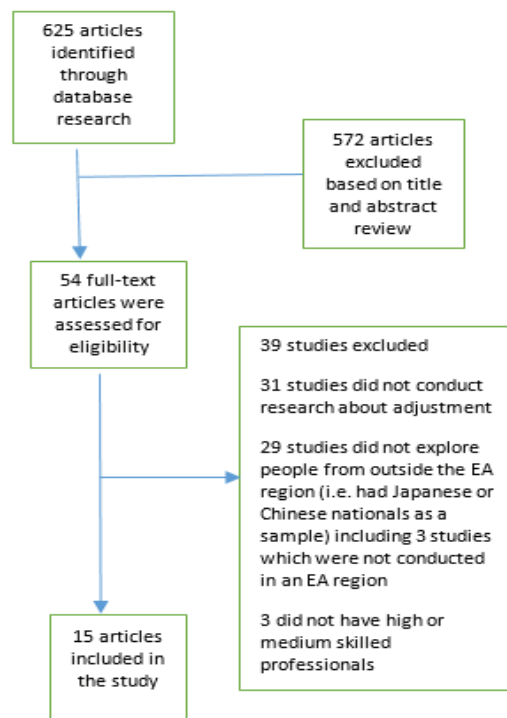 625 articles
identified
through
database
research
572 articles
excluded
based on title
and abstract
review
54 full-text
articles were
assessed for
eligibility
39 studies excluded
31 studies did not conduct
research about adjustment
29 studies did not explore
people from outside the EA
region (i.e. had Japanese or
Chinese nationals as a
sample) including 3 studies
which were not conducted
in an EA region
3 did not have high or
medium skilled
professionals
15 articles
included in
the study